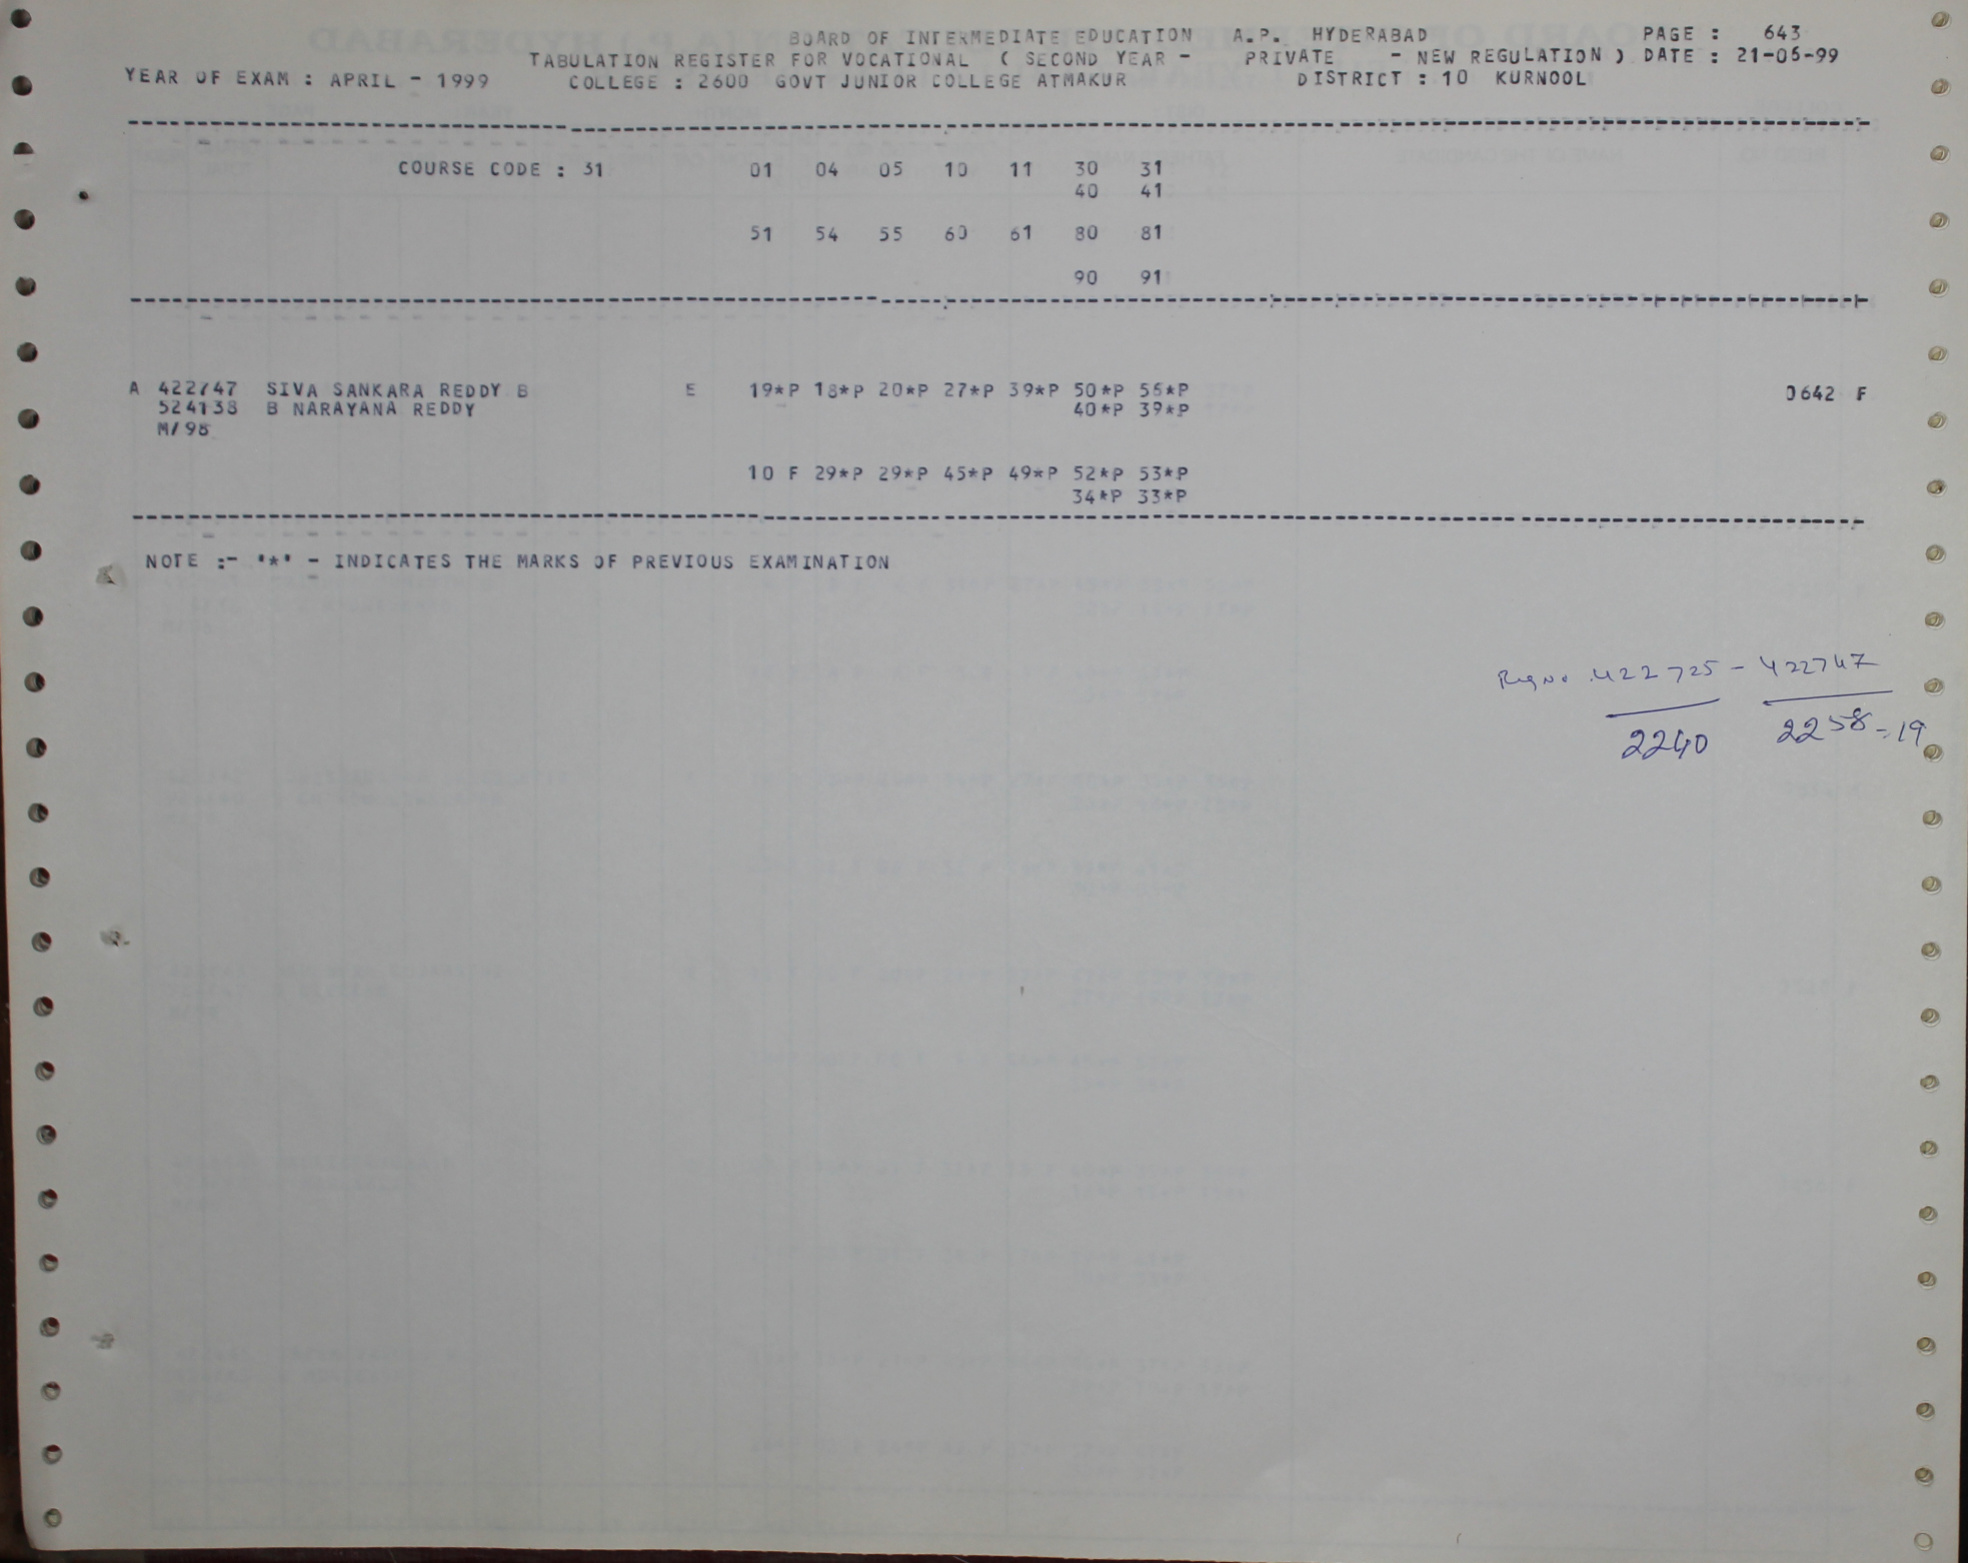 BOARD OF INTERMEDIATE EDUCATION A.P. HYDERABAD PAGE : 643
TABULATION REGISTER FOR VOCATIONAL ( SECOND YEAR - PRIVATE - NEW REGULATION ) DATE : 21-06-99
YEAR OF EXAM : APRIL - 1999 COLLEGE : 2600 GOVT JUNIOR COLLEGE ATMAKUR DISTRICT : 10 KURNOOL
COURSE CODE : 31 01 04 05 10 11 30 31
40 41
51 54 55 60 61 80 81
90 91
A 422747 SIVA SANKARA REDDY B E 19*P 18*P 20*P 27*P 39*P 50*P 56*P 0642 F
524138 B NARAYANA REDDY 40*P 39*P
M/98
10 F 29*P 29*P 45*P 49*P 52*P 53*P
34*P 33*P
NOTE :- '*' - INDICATES THE MARKS OF PREVIOUS EXAMINATION
Reg No. 422725 - 422747
2240 2258 = 19